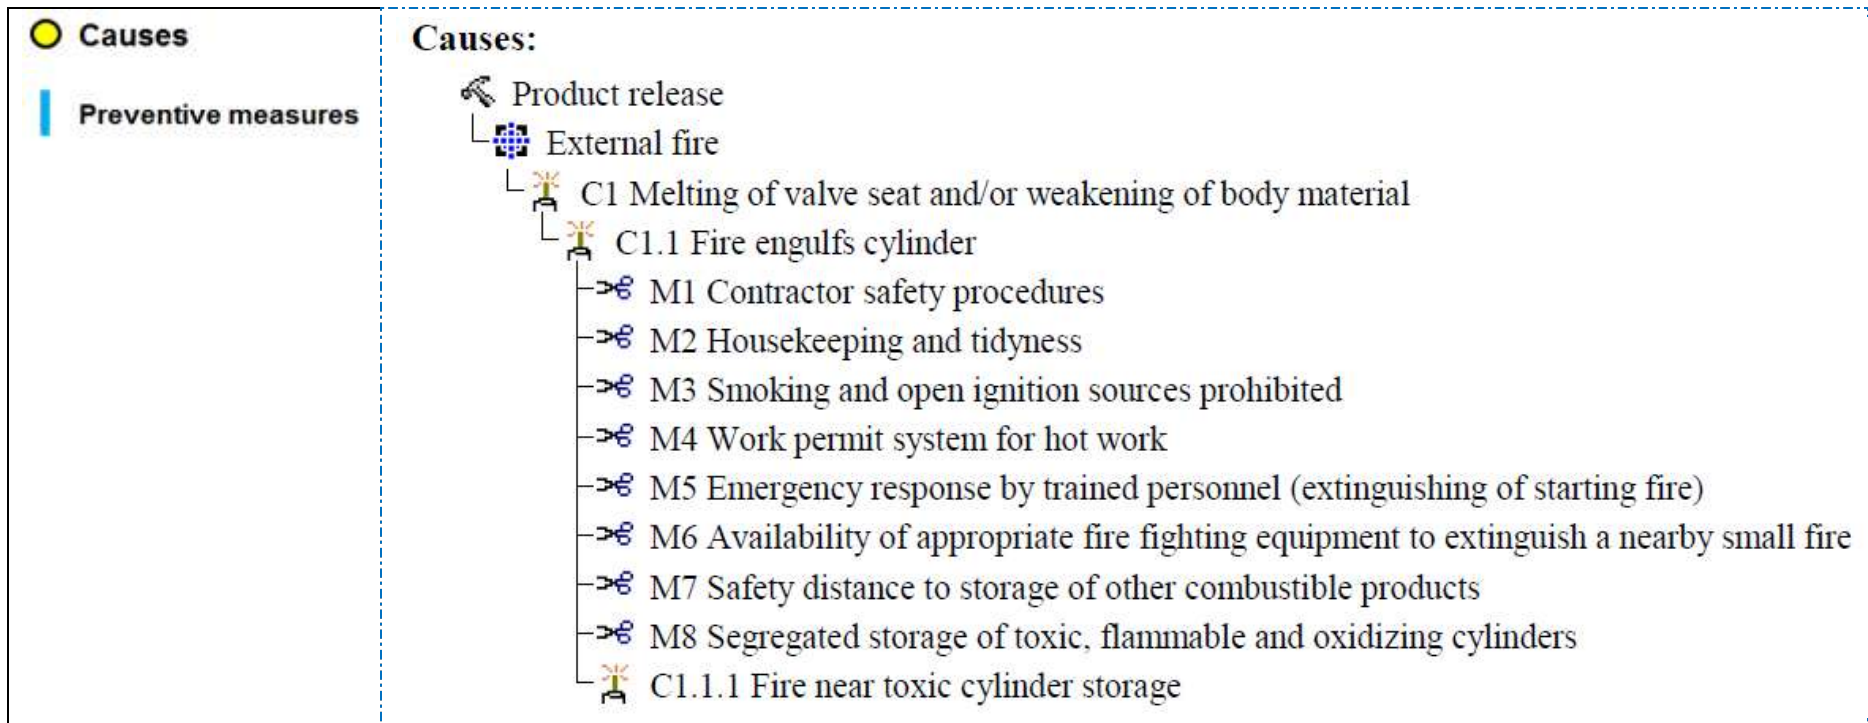 Causes
Preventive measures
Causes:
Product release
External fire
C1 Melting of valve seat and/or weakening of body material
C1.1 Fire engulfs cylinder
M1 Contractor safety procedures
M2 Housekeeping and tidyness
M3 Smoking and open ignition sources prohibited
M4 Work permit system for hot work
M5 Emergency response by trained personnel (extinguishing of starting fire)
M6 Availability of appropriate fire fighting equipment to extinguish a nearby small fire
M7 Safety distance to storage of other combustible products
M8 Segregated storage of toxic, flammable and oxidizing cylinders
C1.1.1 Fire near toxic cylinder storage